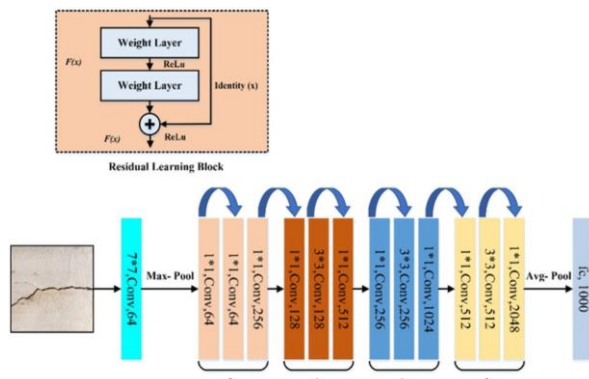 F(x)
Weight Layer
ReLu
Weight Layer
Identity (x)
+
F(x)
ReLu
Residual Learning Block
7*7,Conv,64
Max- Pool
1*1,Conv,64
1*1,Conv,64
1*1,Conv,256
1*1,Conv,128
3*3,Conv,128
1*1,Conv,512
1*1,Conv,256
3*3,Conv,256
1*1,Conv,1024
1*1,Conv,512
3*3,Conv,512
1*1,Conv,2048
Avg- Pool
fc, 1000